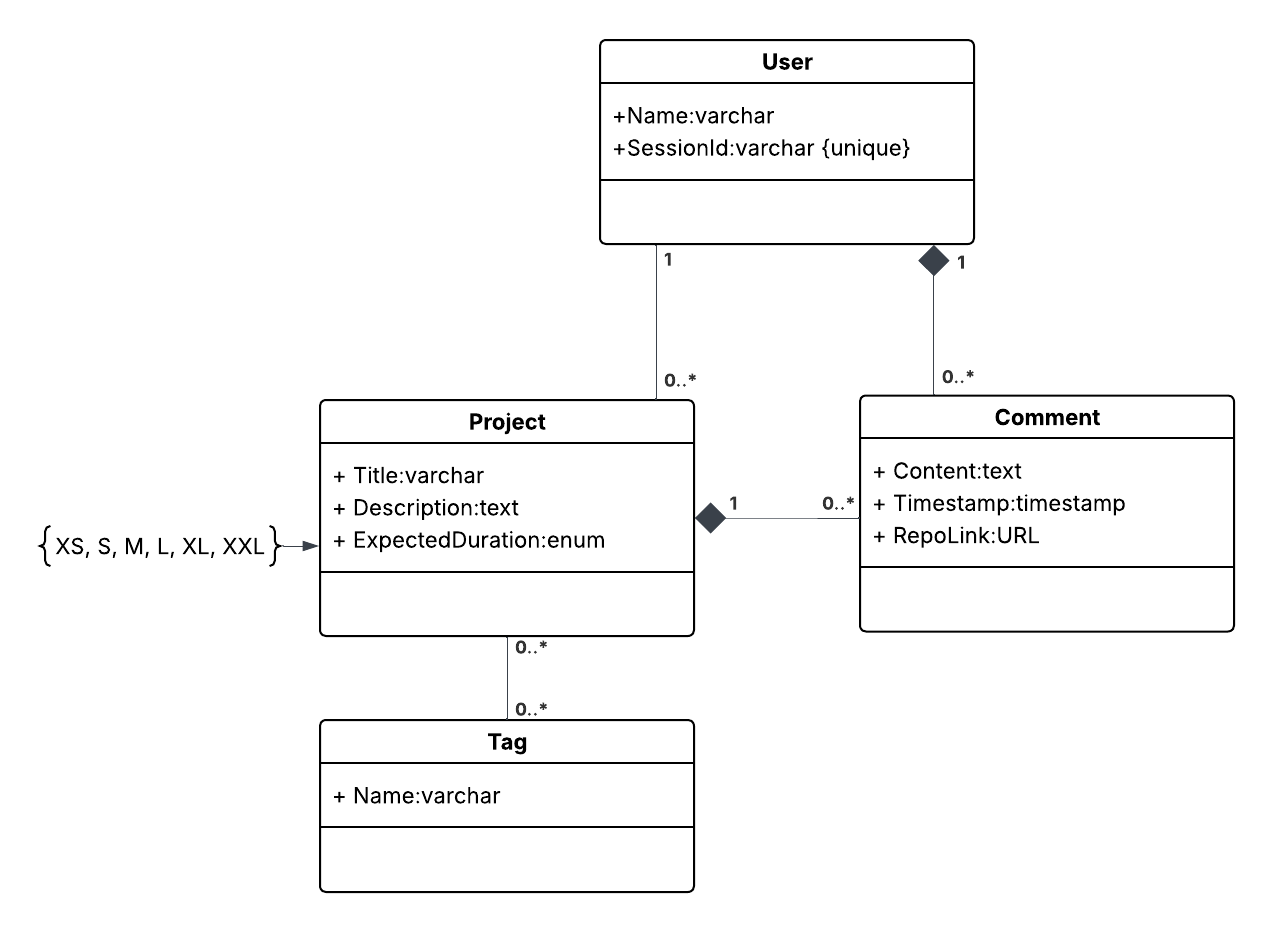 User
+Name:varchar
+SessionId:varchar {unique}
1
1
0..*
0..*
Project
+ Title:varchar
+ Description:text
+ ExpectedDuration:enum
{XS, S, M, L, XL, XXL}
1
0..*
Comment
+ Content:text
+ Timestamp:timestamp
+ RepoLink:URL
0..*
0..*
Tag
+ Name:varchar